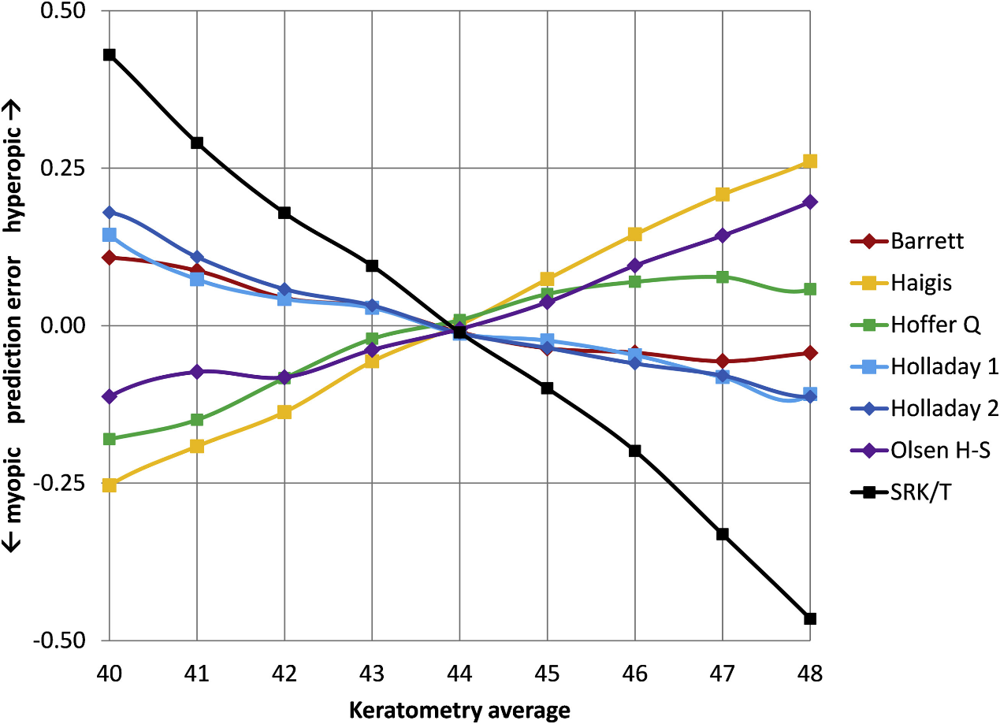 0.50
0.25
0.00
-0.25
-0.50
← myopic prediction error hyperopic →
40 41 42 43 44 45 46 47 48
Keratometry average
Barrett
Haigis
Hoffer Q
Holladay 1
Holladay 2
Olsen H-S
SRK/T